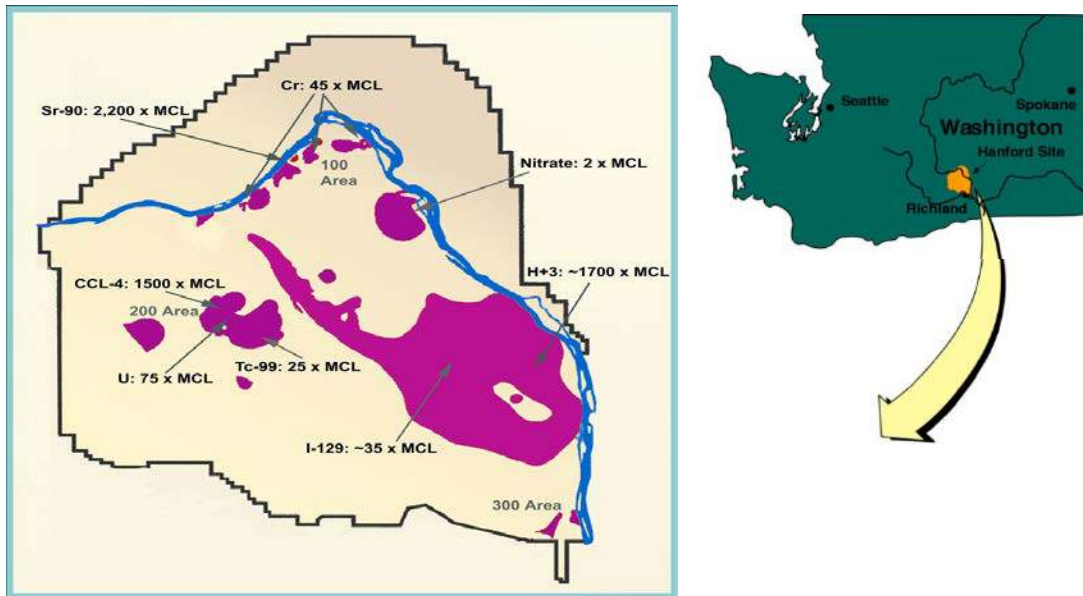 Cr: 45 x MCL
Sr-90: 2,200 x MCL
100
Area
Nitrate: 2 x MCL
H+3: ~1700 x MCL
CCL-4: 1500 x MCL
200 Area
Tc-99: 25 x MCL
U: 75 x MCL
I-129: ~35 x MCL
300 Area
Seattle
Spokane
Washington
Hanford Site
Richland